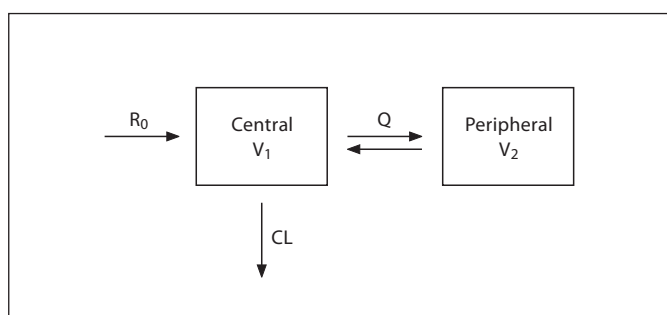 R₀
Central
V₁
Q
Peripheral
V₂
CL